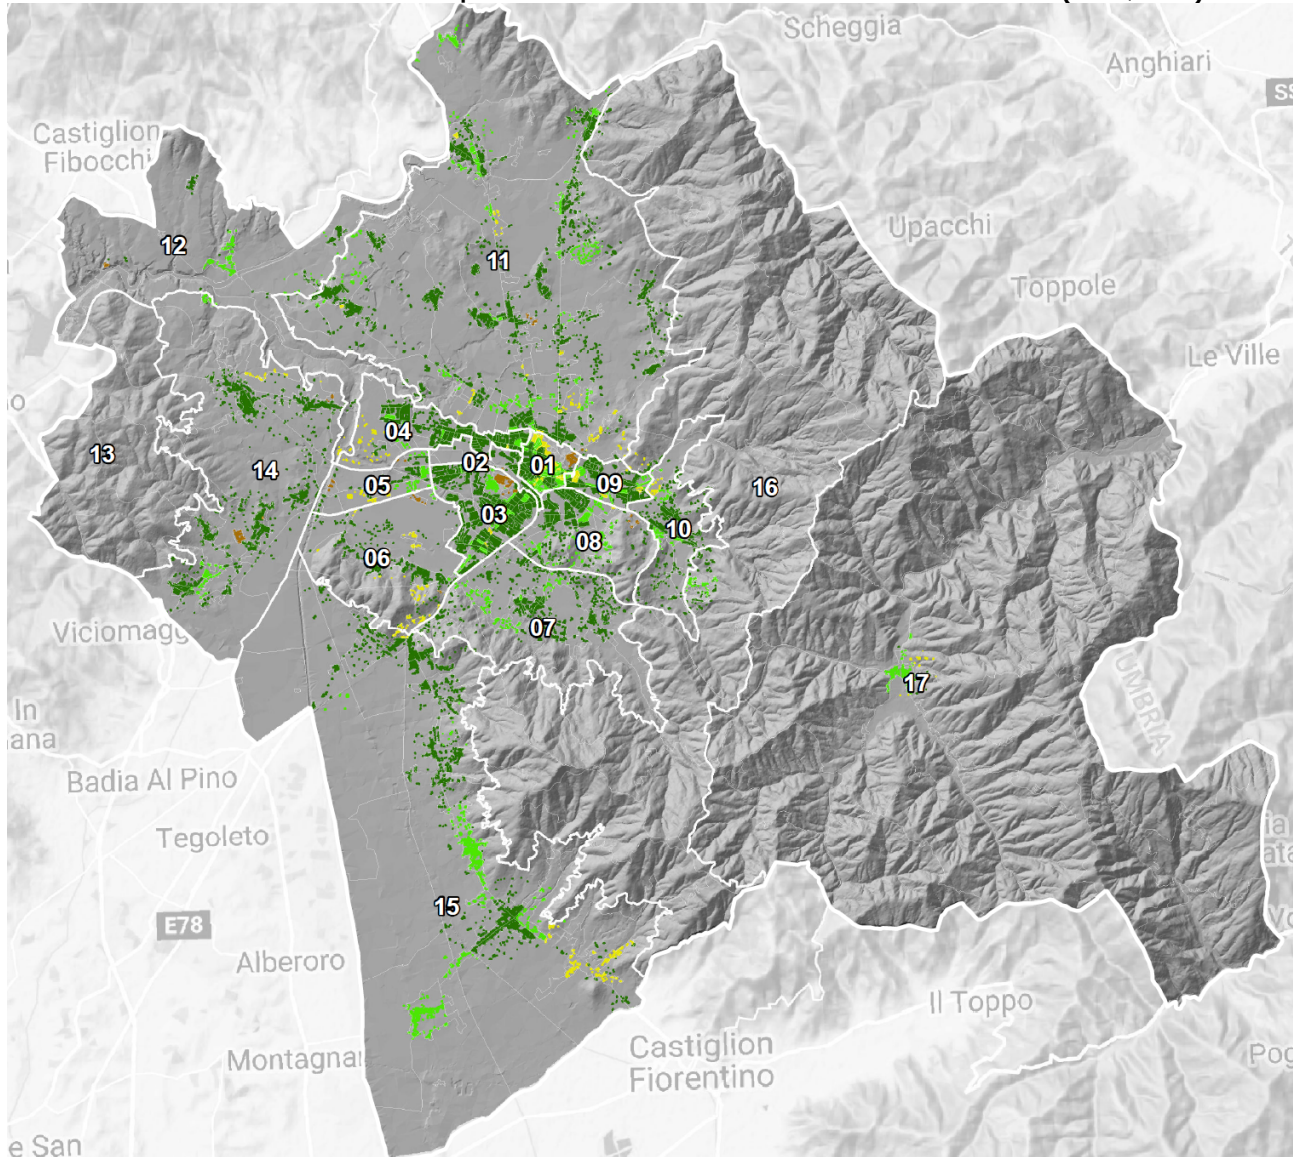 Scheggia
Anghiari
Castiglion
Fibocchi
Upacchi
12
11
Toppole
Le Ville
04
13
14
02
01
05
09
16
03
10
08
06
Viciomagg
07
17
UMBRIA
In
ana
Badia Al Pino
Tegoleto
15
E78
Alberoro
Il Toppo
Montagna
Castiglion
Fiorentino
e San